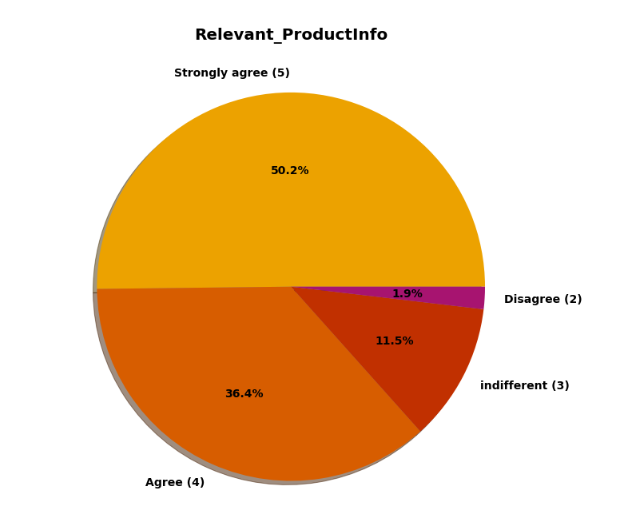 Relevant_ProductInfo
Strongly agree (5)
50.2%
1.9%
Disagree (2)
11.5%
indifferent (3)
36.4%
Agree (4)